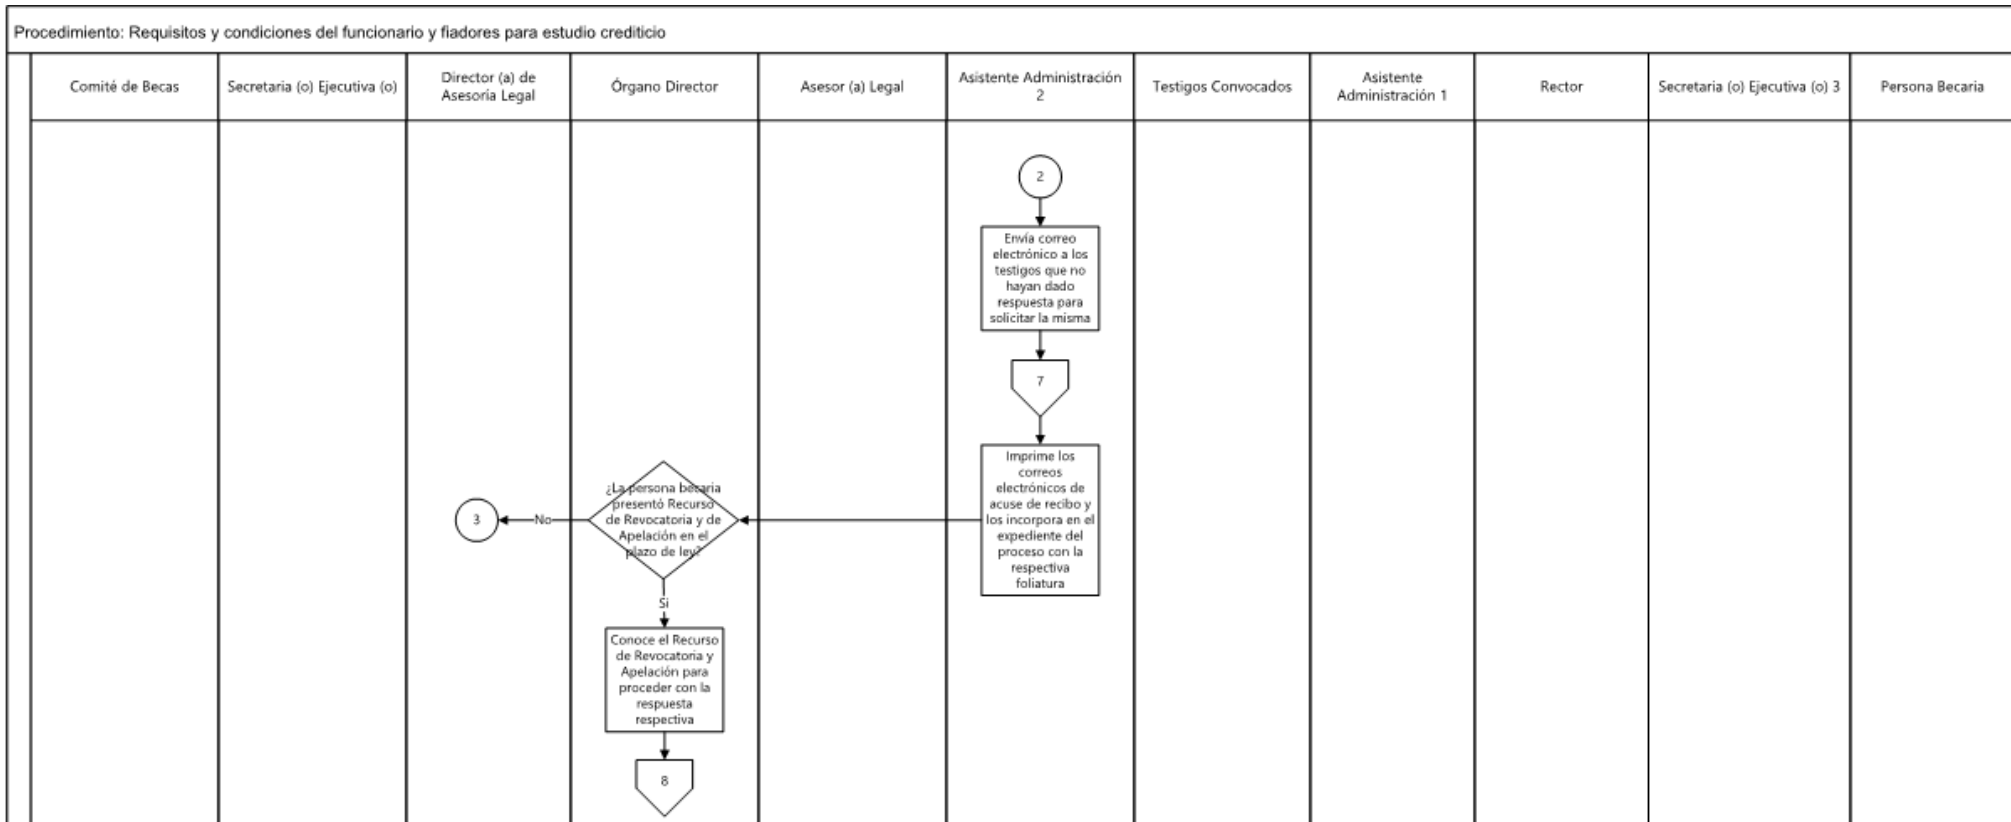 Procedimiento: Requisitos y condiciones del funcionario y fiadores para estudio crediticio
Comité de Becas
Secretaria (o) Ejecutiva (o)
Director (a) de
Asesoría Legal
Órgano Director
Asesor (a) Legal
Asistente Administración
2
Testigos Convocados
Asistente
Administración 1
Rector
Secretaria (o) Ejecutiva (o) 3
Persona Becaria
2
Envía correo
electrónico a los
testigos que no
hayan dado
respuesta para
solicitar la misma
7
Imprime los
correos
electrónicos de
acuse de recibo y
los incorpora en el
expediente del
proceso con la
respectiva
foliatura
¿La persona becaria
presentó Recurso
de Revocatoria y de
Apelación en el
plazo de ley?
No
3
Si
Conoce el Recurso
de Revocatoria y
Apelación para
proceder con la
respuesta
respectiva
8